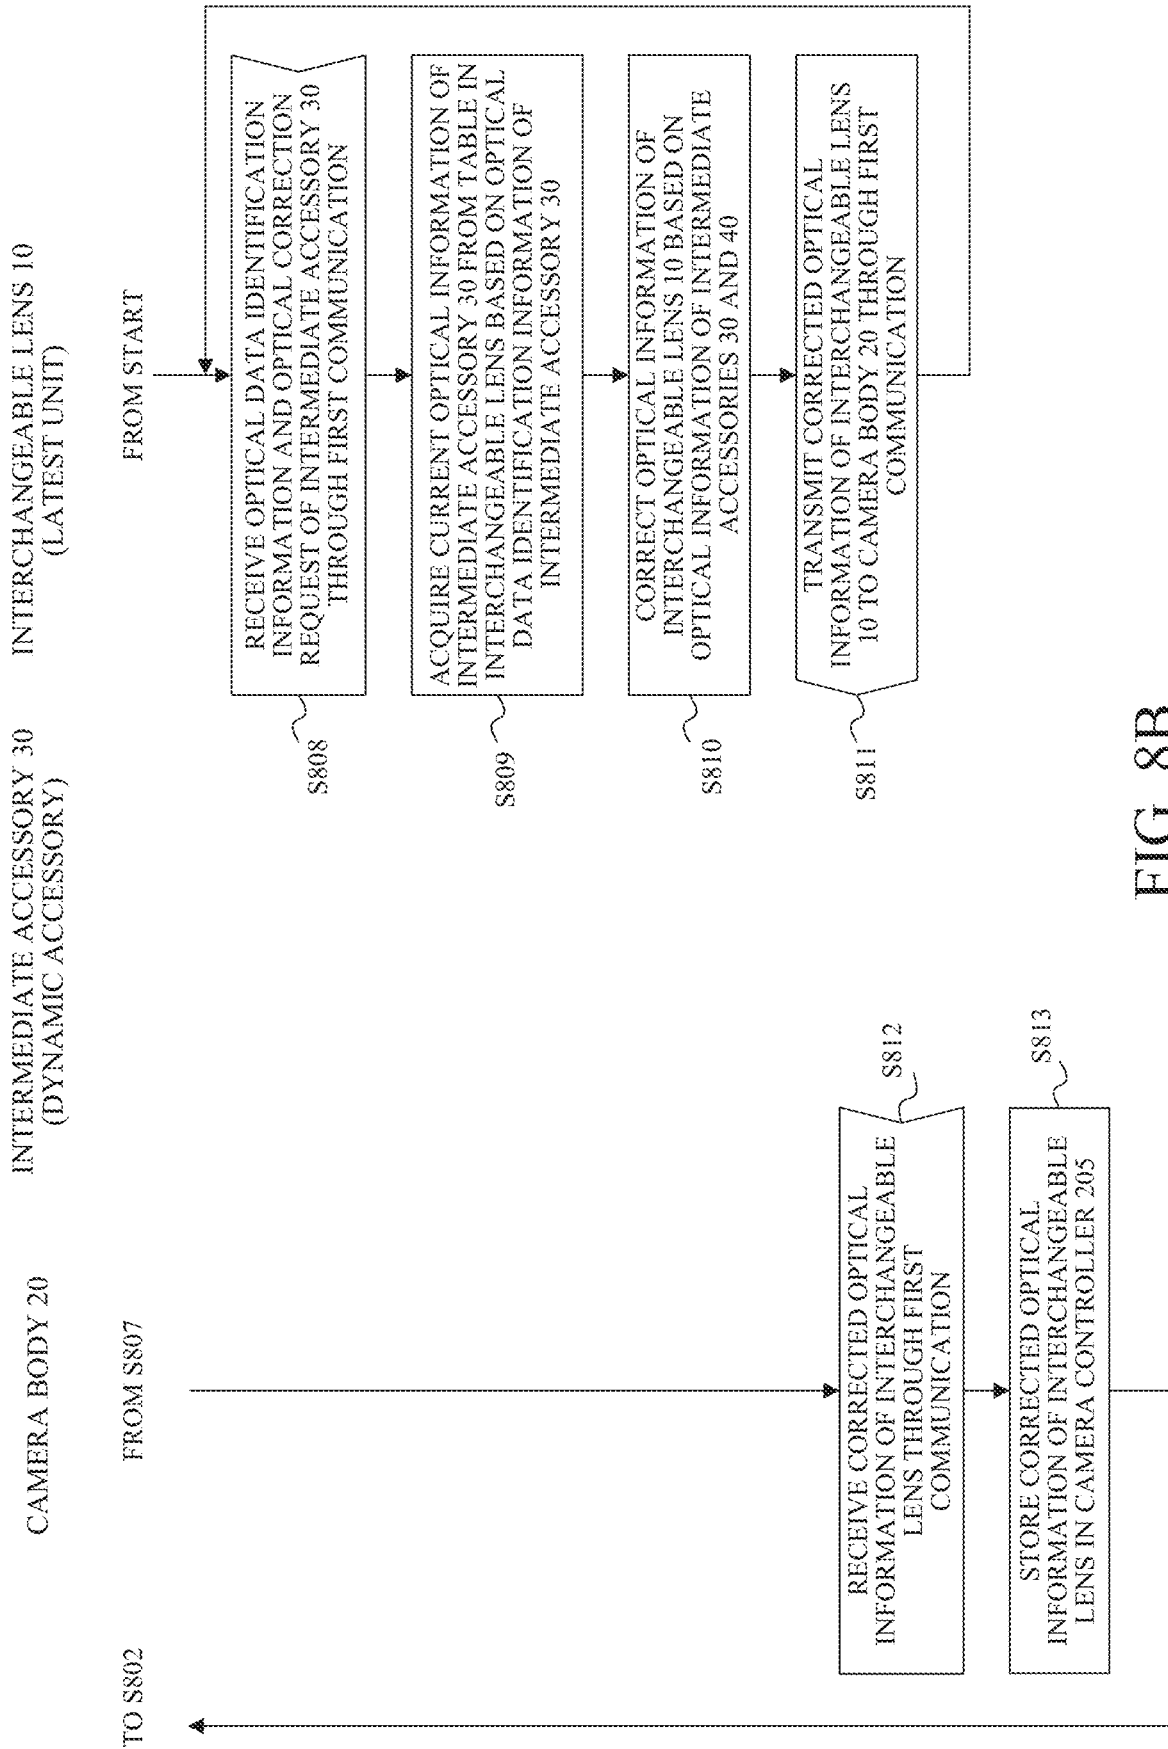 CAMERA BODY 20
INTERMEDIATE ACCESSORY 30
(DYNAMIC ACCESSORY)
INTERCHANGEABLE LENS 10
(LATEST UNIT)
TO S802
FROM S807
FROM START
RECEIVE OPTICAL DATA IDENTIFICATION
INFORMATION AND OPTICAL CORRECTION
REQUEST OF INTERMEDIATE ACCESSORY 30
THROUGH FIRST COMMUNICATION
S808
ACQUIRE CURRENT OPTICAL INFORMATION OF
INTERMEDIATE ACCESSORY 30 FROM TABLE IN
INTERCHANGEABLE LENS BASED ON OPTICAL
DATA IDENTIFICATION INFORMATION OF
INTERMEDIATE ACCESSORY 30
S809
CORRECT OPTICAL INFORMATION OF
INTERCHANGEABLE LENS 10 BASED ON
OPTICAL INFORMATION OF INTERMEDIATE
ACCESSORIES 30 AND 40
S810
TRANSMIT CORRECTED OPTICAL
INFORMATION OF INTERCHANGEABLE LENS
10 TO CAMERA BODY 20 THROUGH FIRST
COMMUNICATION
S811
RECEIVE CORRECTED OPTICAL
INFORMATION OF INTERCHANGEABLE
LENS THROUGH FIRST
COMMUNICATION
S812
STORE CORRECTED OPTICAL
INFORMATION OF INTERCHANGEABLE
LENS IN CAMERA CONTROLLER 205
S813
FIG. 8B